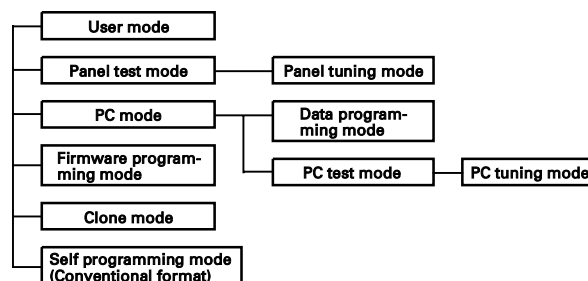 User mode
Panel test mode
Panel tuning mode
PC mode
Data program-
ming mode
Firmware program-
ming mode
PC test mode
PC tuning mode
Clone mode
Self programming mode
(Conventional format)